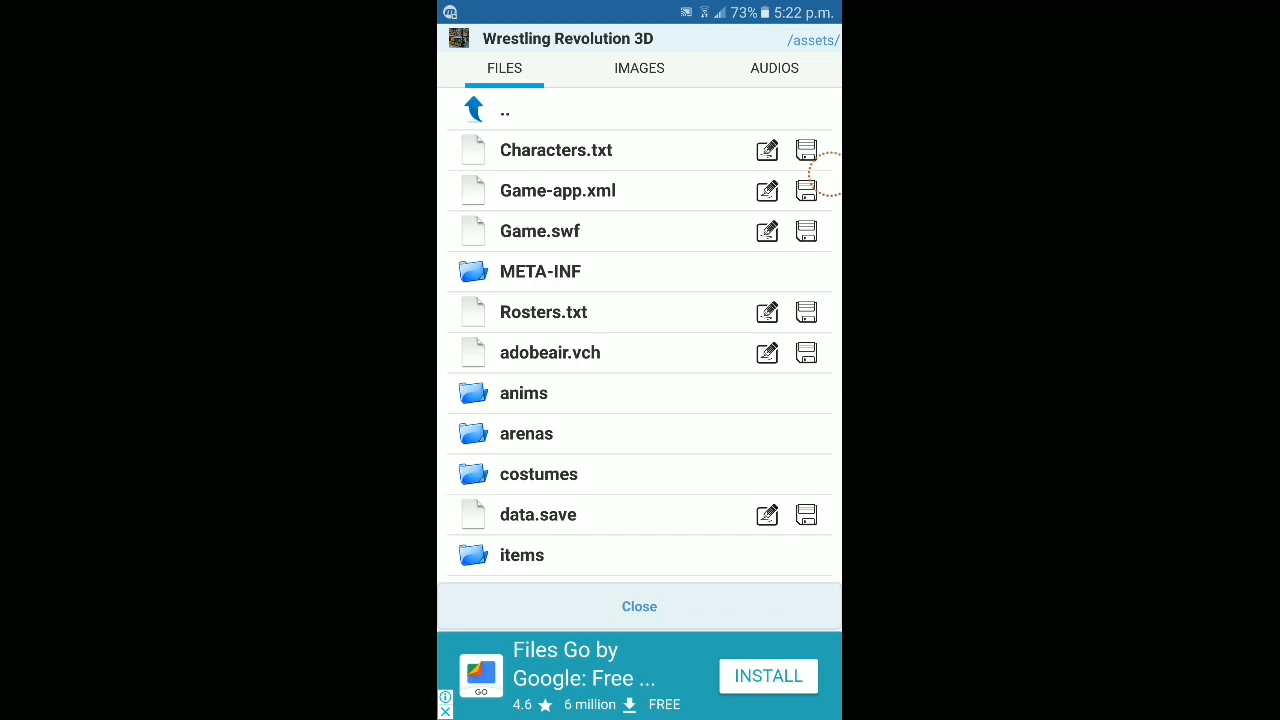 73% 5:22 p.m.
Wrestling Revolution 3D /assets/
FILES IMAGES AUDIOS
..
Characters.txt
Game-app.xml
Game.swf
META-INF
Rosters.txt
adobeair.vch
anims
arenas
costumes
data.save
items
Close
Files Go by
Google: Free ...
INSTALL
GO
4.6 6 million FREE